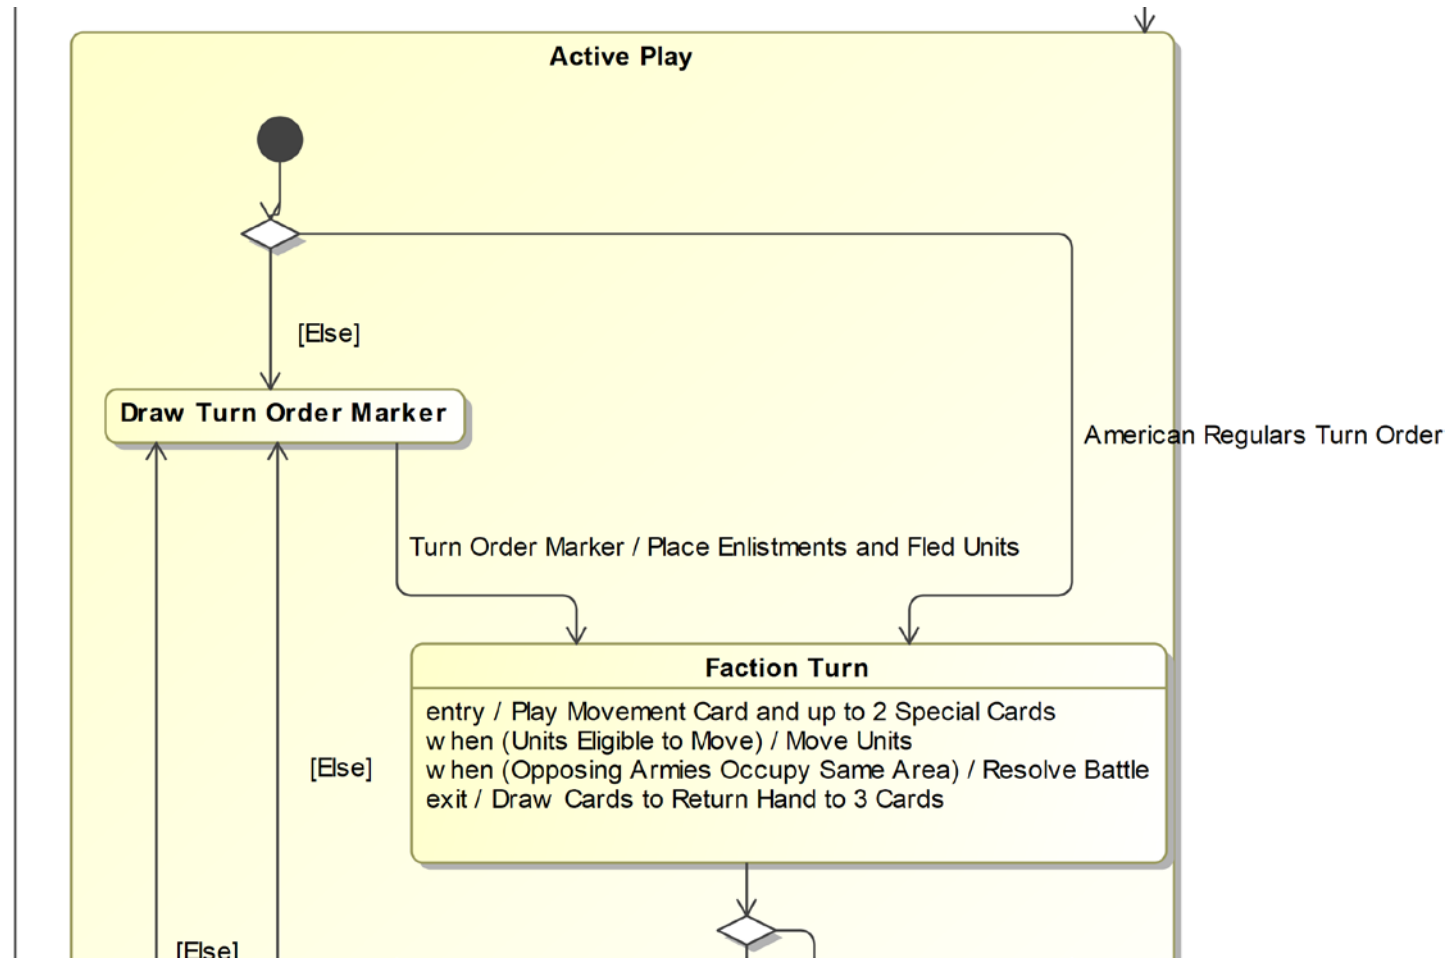 Active Play
[Else]
Draw Turn Order Marker
American Regulars Turn Order
Turn Order Marker / Place Enlistments and Fled Units
Faction Turn
entry / Play Movement Card and up to 2 Special Cards
when (Units Eligible to Move) / Move Units
when (Opposing Armies Occupy Same Area) / Resolve Battle
exit / Draw Cards to Return Hand to 3 Cards
[Else]
[Else]